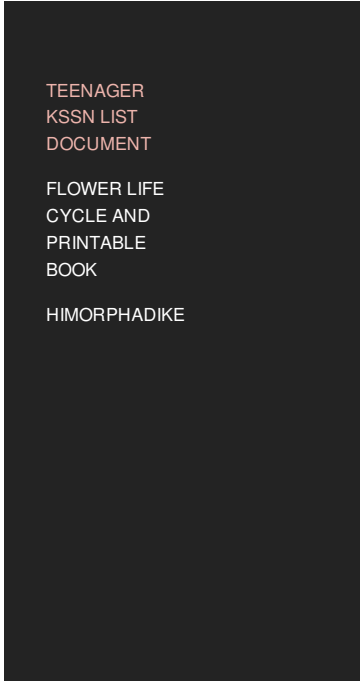 TEENAGER
KSSN LIST
DOCUMENT
FLOWER LIFE
CYCLE AND
PRINTABLE
BOOK
HIMORPHADIKE